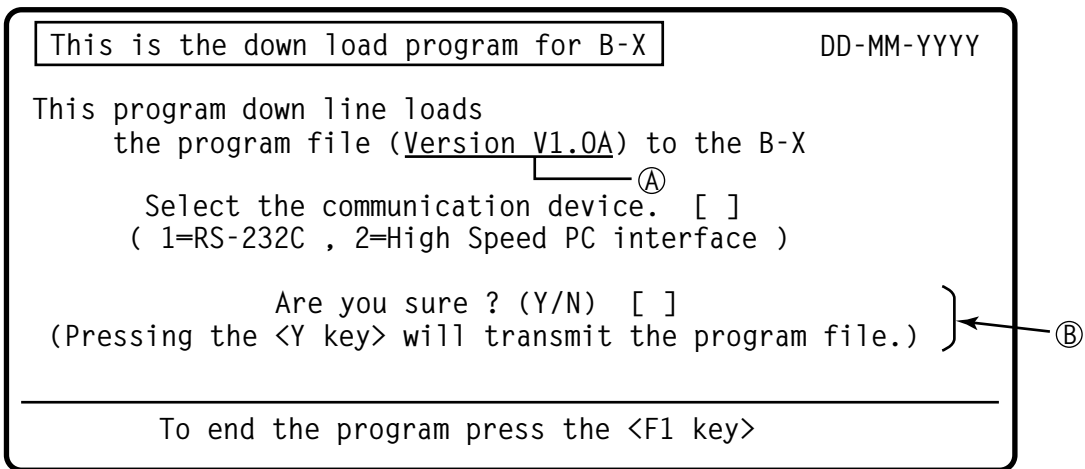 This is the down load program for B-X DD-MM-YYYY
This program down line loads
the program file (Version V1.0A) to the B-X
Ⓐ
Select the communication device. [ ]
( 1=RS-232C , 2=High Speed PC interface )
Are you sure ? (Y/N) [ ]
(Pressing the <Y key> will transmit the program file.)
Ⓑ
To end the program press the <F1 key>